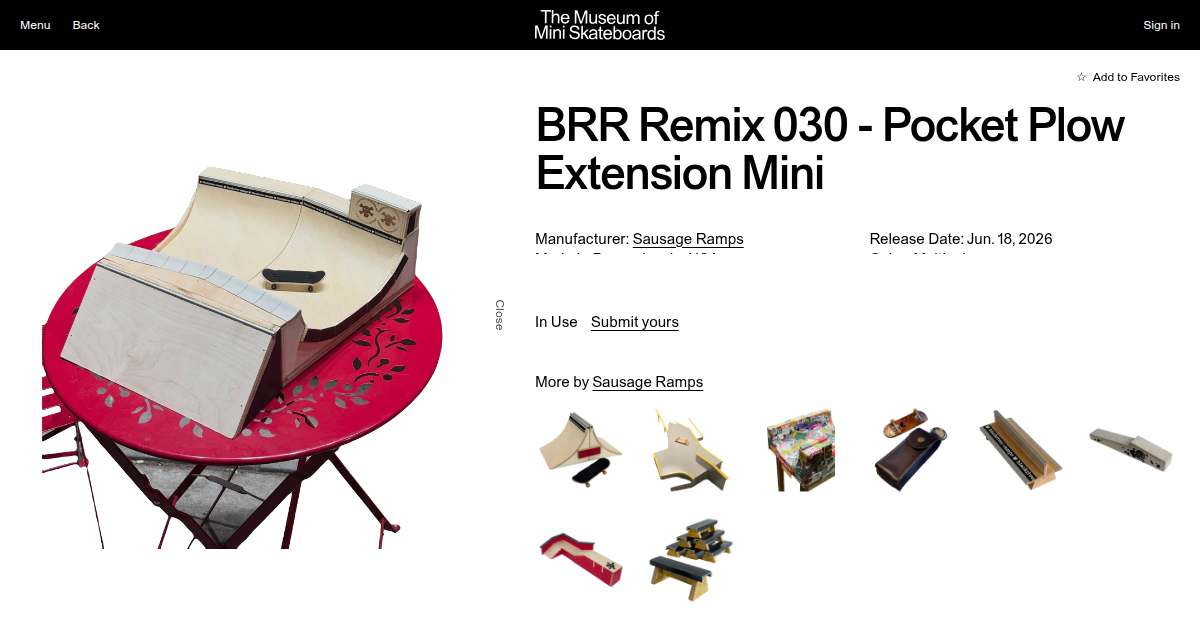 Menu
Back
The Museum of
Mini Skateboards
Sign in
☆ Add to Favorites
BRR Remix 030 - Pocket Plow
Extension Mini
Manufacturer: Sausage Ramps
Release Date: Jun. 18, 2026
Close
In Use
Submit yours
More by Sausage Ramps